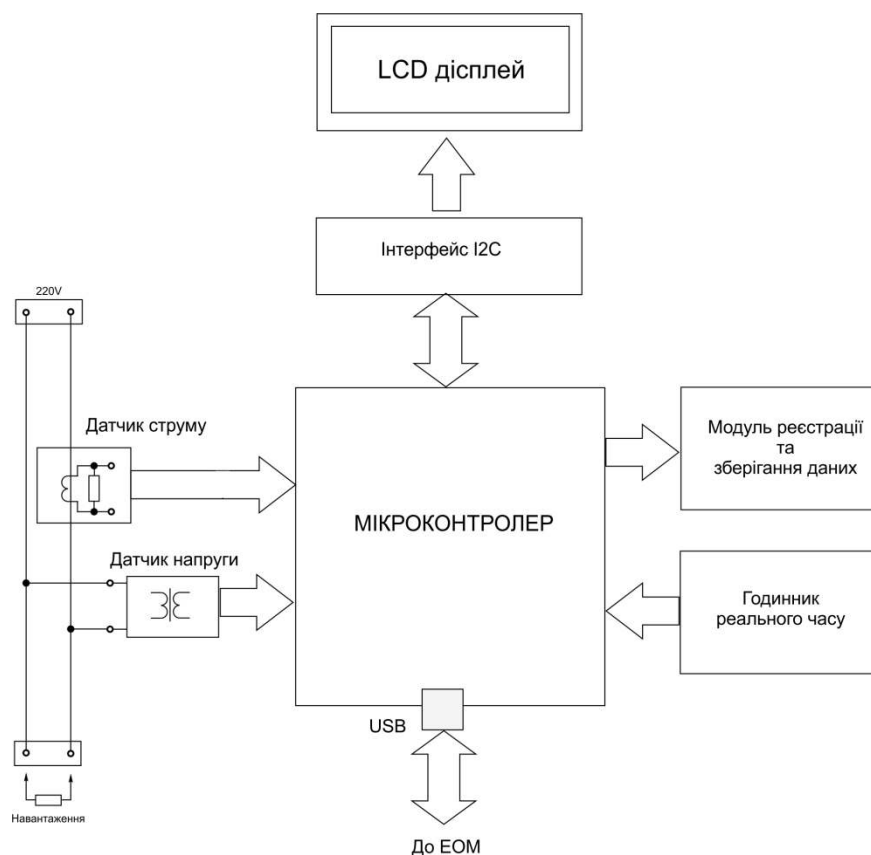 LCD дісплей
Інтерфейс I2C
220V
Датчик струму
Модуль реєстрації
та
зберігання даних
МІКРОКОНТРОЛЕР
Датчик напруги
Годинник
реального часу
USB
Навантаження
До ЕОМ